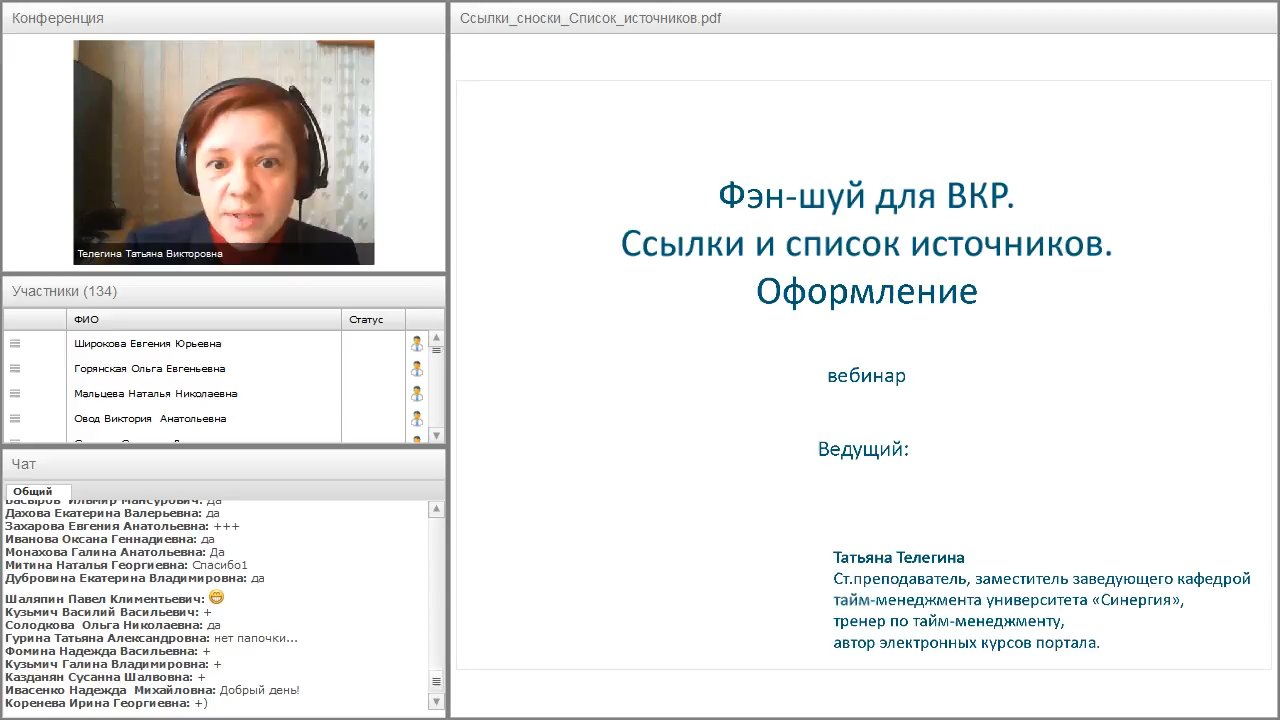 Конференция
Телегина Татьяна Викторовна
Участники (134)
ФИО Статус
Широкова Евгения Юрьевна
Горянская Ольга Евгеньевна
Мальцева Наталья Николаевна
Овод Виктория Анатольевна
Чат
Общий
Ильмир Мансурович: да
Дахова Екатерина Валерьевна: да
Захарова Евгения Анатольевна: +++
Иванова Оксана Геннадиевна: да
Монахова Галина Анатольевна: Да
Митина Наталья Георгиевна: Спасибо1
Дубровина Екатерина Владимировна: да
Шаляпин Павел Климентьевич:
Кузьмич Василий Васильевич: +
Солодкова Ольга Николаевна: да
Гурина Татьяна Александровна: нет папочки...
Фомина Надежда Васильевна: +
Кузьмич Галина Владимировна: +
Казданян Сусанна Шалвовна: +
Ивасенко Надежда Михайловна: Добрый день!
Коренева Ирина Георгиевна: +)
Ссылки_сноски_Список_источников.pdf
Фэн-шуй для ВКР.
Ссылки и список источников.
Оформление
вебинар
Ведущий:
Татьяна Телегина
Ст.преподаватель, заместитель заведующего кафедрой
тайм-менеджмента университета «Синергия»,
тренер по тайм-менеджменту,
автор электронных курсов портала.